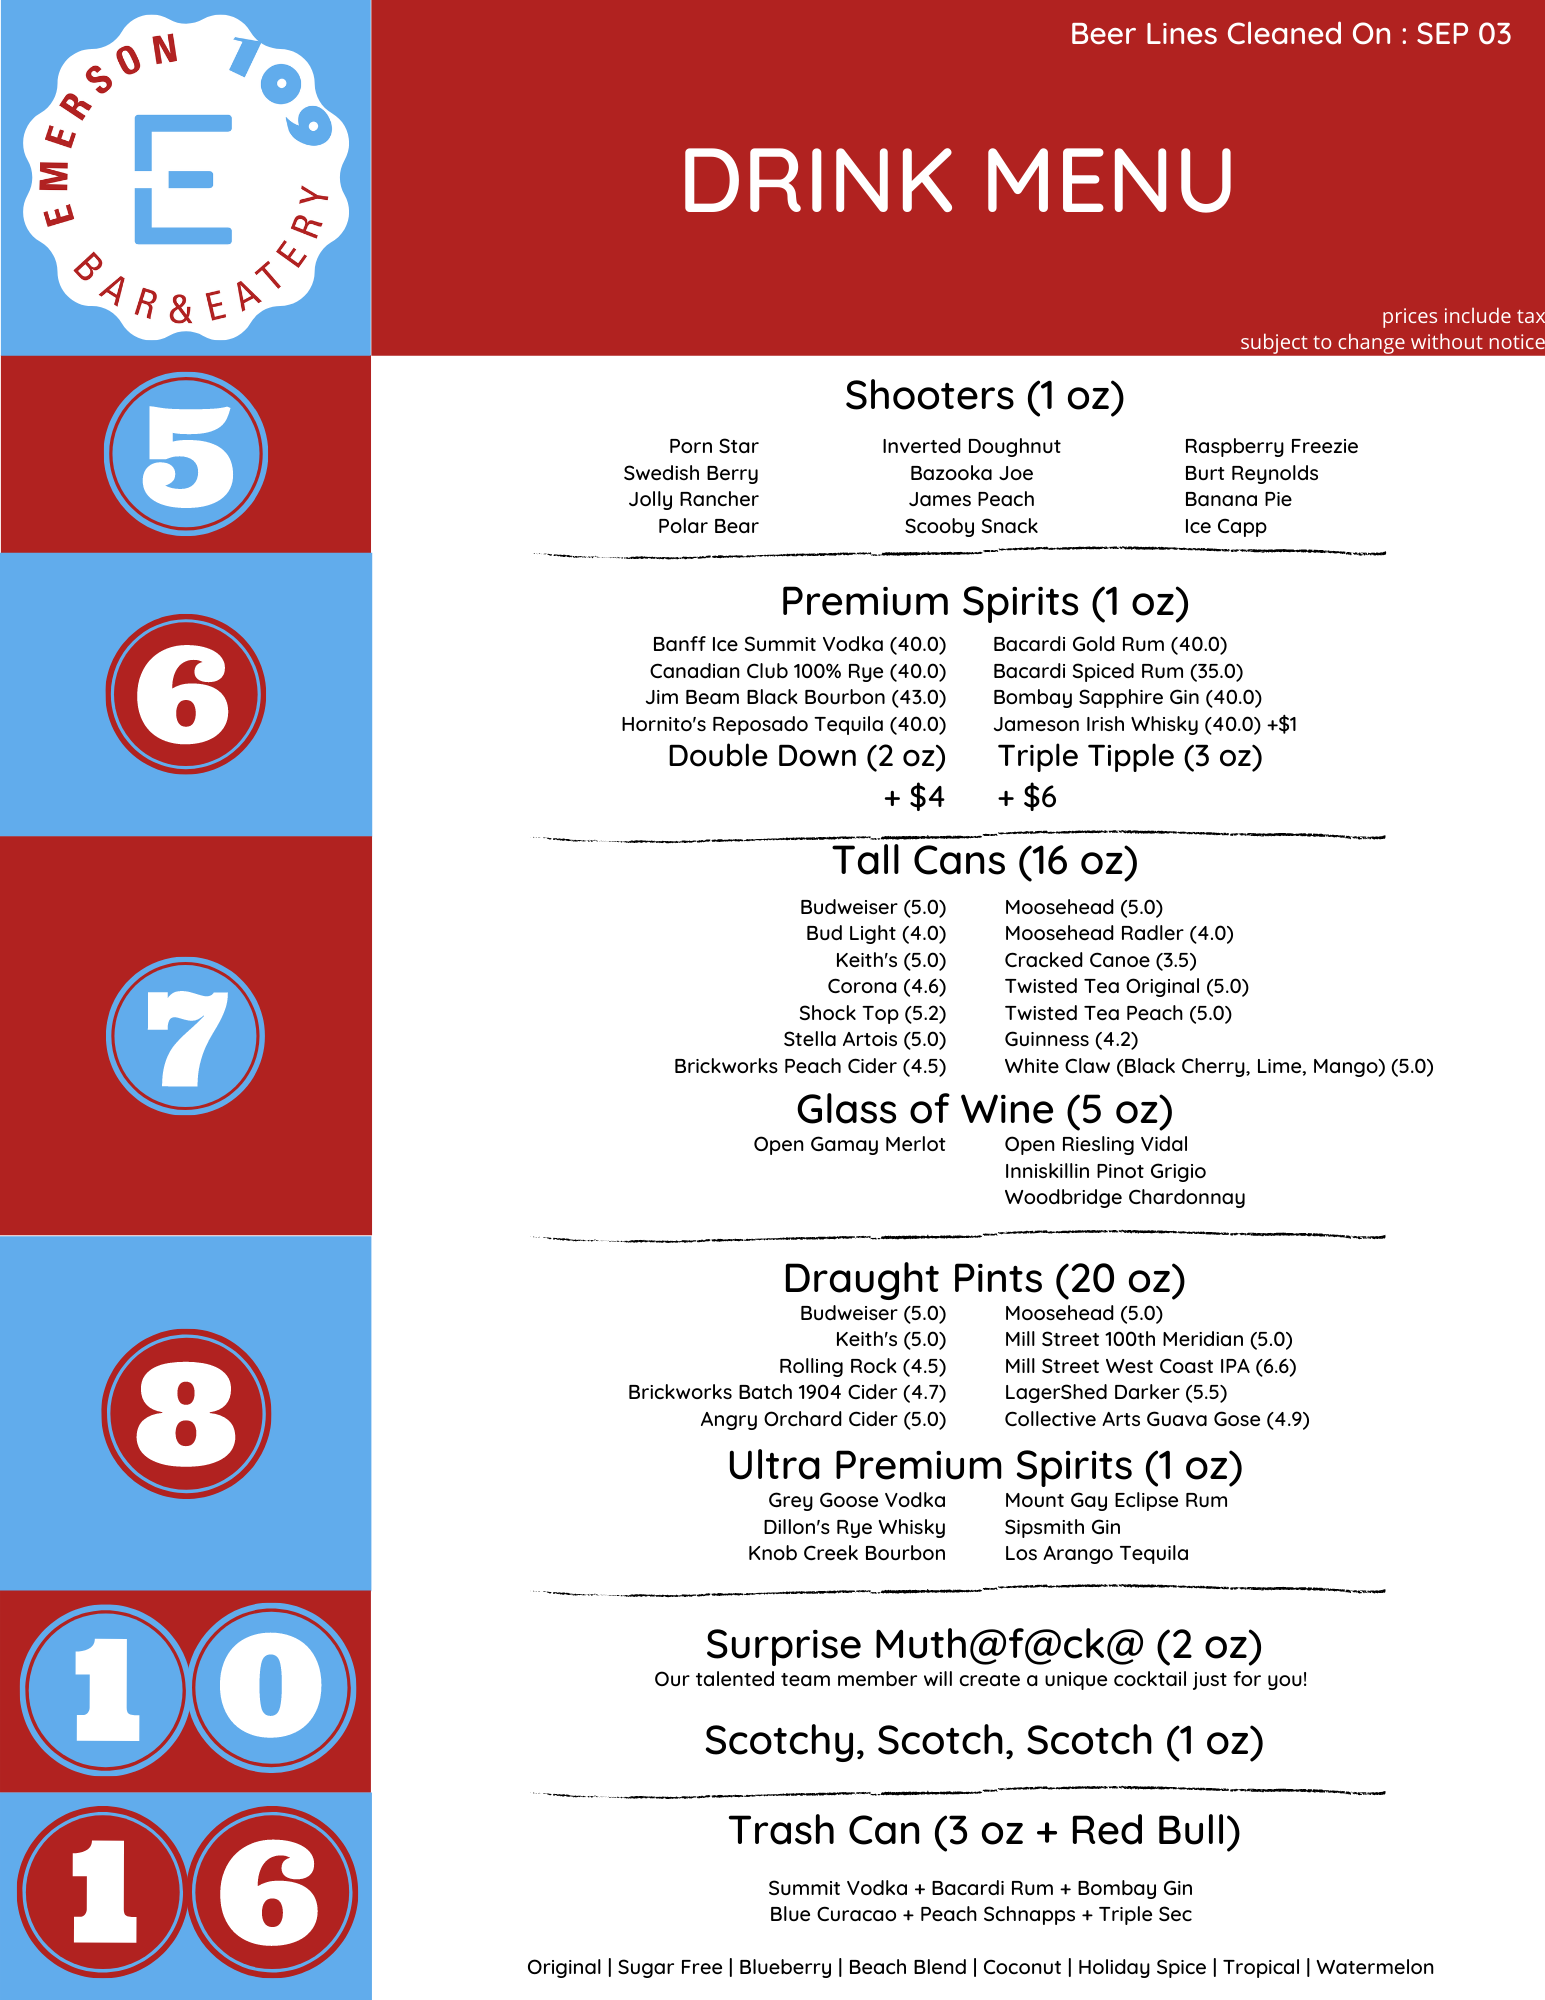 EMERSON 109
E
BAR & EATERY
Beer Lines Cleaned On : SEP 03
DRINK MENU
prices include tax
subject to change without notice
5
Shooters (1 oz)
Porn Star Inverted Doughnut Raspberry Freezie
Swedish Berry Bazooka Joe Burt Reynolds
Jolly Rancher James Peach Banana Pie
Polar Bear Scooby Snack Ice Capp
6
Premium Spirits (1 oz)
Banff Ice Summit Vodka (40.0) Bacardi Gold Rum (40.0)
Canadian Club 100% Rye (40.0) Bacardi Spiced Rum (35.0)
Jim Beam Black Bourbon (43.0) Bombay Sapphire Gin (40.0)
Hornito's Reposado Tequila (40.0) Jameson Irish Whisky (40.0) +$1
Double Down (2 oz) Triple Tipple (3 oz)
+ $4 + $6
7
Tall Cans (16 oz)
Budweiser (5.0) Moosehead (5.0)
Bud Light (4.0) Moosehead Radler (4.0)
Keith's (5.0) Cracked Canoe (3.5)
Corona (4.6) Twisted Tea Original (5.0)
Shock Top (5.2) Twisted Tea Peach (5.0)
Stella Artois (5.0) Guinness (4.2)
Brickworks Peach Cider (4.5) White Claw (Black Cherry, Lime, Mango) (5.0)
Glass of Wine (5 oz)
Open Gamay Merlot Open Riesling Vidal
Inniskillin Pinot Grigio
Woodbridge Chardonnay
8
Draught Pints (20 oz)
Budweiser (5.0) Moosehead (5.0)
Keith's (5.0) Mill Street 100th Meridian (5.0)
Rolling Rock (4.5) Mill Street West Coast IPA (6.6)
Brickworks Batch 1904 Cider (4.7) LagerShed Darker (5.5)
Angry Orchard Cider (5.0) Collective Arts Guava Gose (4.9)
Ultra Premium Spirits (1 oz)
Grey Goose Vodka Mount Gay Eclipse Rum
Dillon's Rye Whisky Sipsmith Gin
Knob Creek Bourbon Los Arango Tequila
10
Surprise Muth@f@ck@ (2 oz)
Our talented team member will create a unique cocktail just for you!
Scotchy, Scotch, Scotch (1 oz)
16
Trash Can (3 oz + Red Bull)
Summit Vodka + Bacardi Rum + Bombay Gin
Blue Curacao + Peach Schnapps + Triple Sec
Original | Sugar Free | Blueberry | Beach Blend | Coconut | Holiday Spice | Tropical | Watermelon